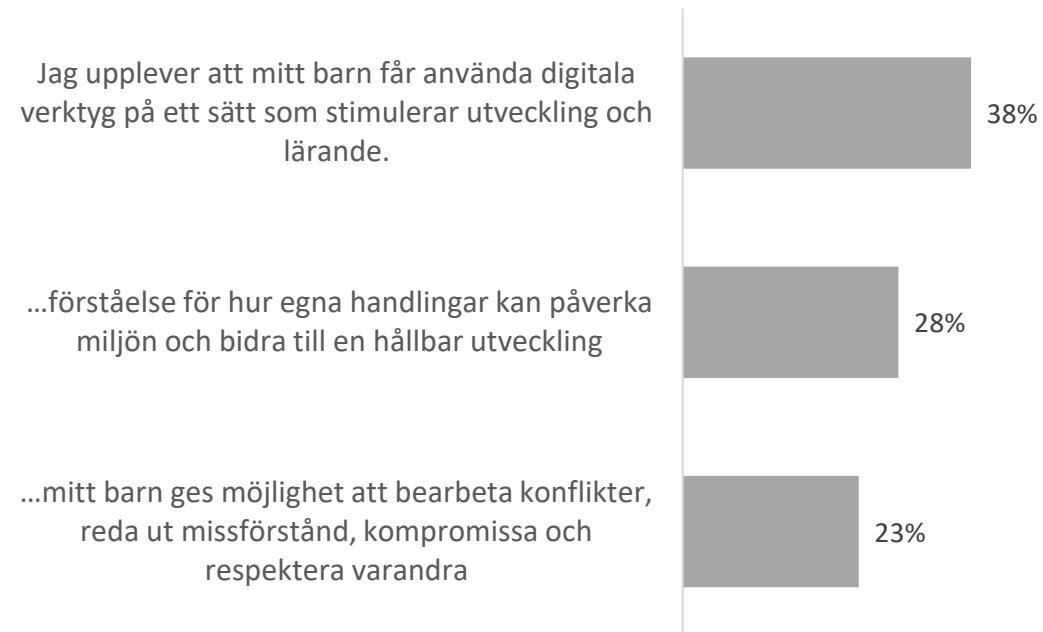 Jag upplever att mitt barn får använda digitala
verktyg på ett sätt som stimulerar utveckling och
lärande.
38%
…förståelse för hur egna handlingar kan påverka
miljön och bidra till en hållbar utveckling
28%
…mitt barn ges möjlighet att bearbeta konflikter,
reda ut missförstånd, kompromissa och
respektera varandra
23%